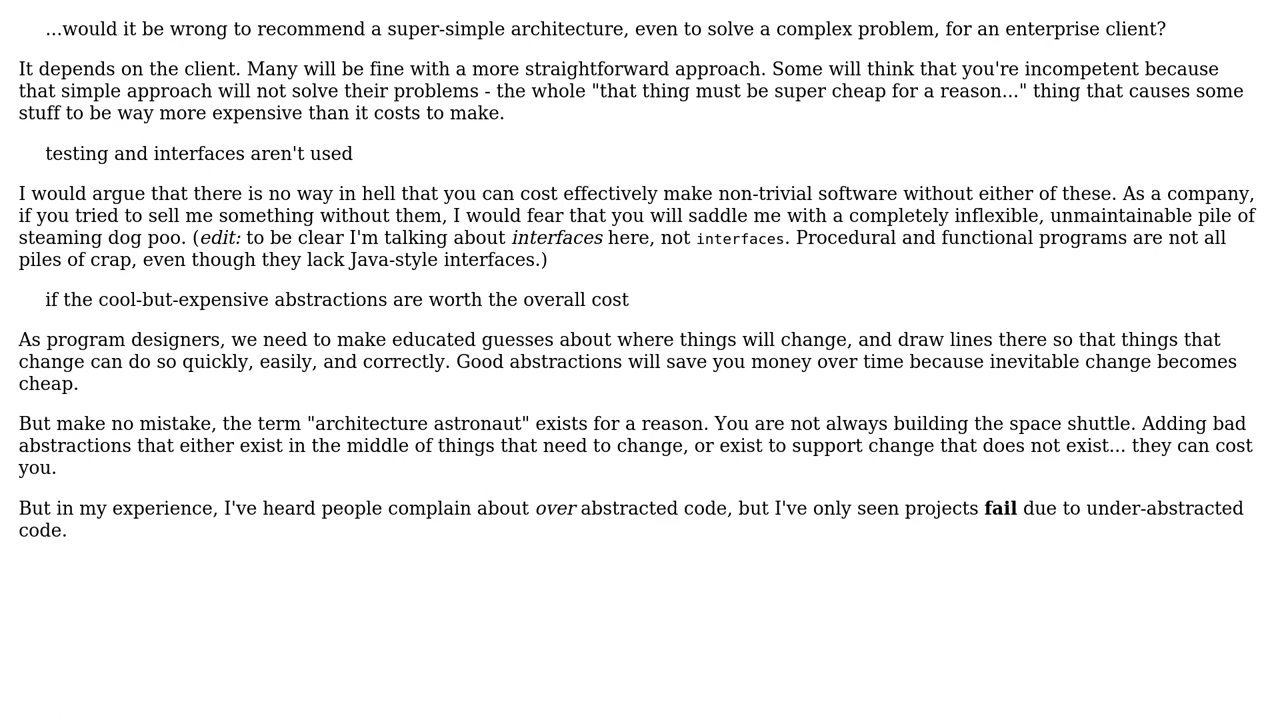 ...would it be wrong to recommend a super-simple architecture, even to solve a complex problem, for an enterprise client?
It depends on the client. Many will be fine with a more straightforward approach. Some will think that you're incompetent because
that simple approach will not solve their problems - the whole "that thing must be super cheap for a reason..." thing that causes some
stuff to be way more expensive than it costs to make.
testing and interfaces aren't used
I would argue that there is no way in hell that you can cost effectively make non-trivial software without either of these. As a company,
if you tried to sell me something without them, I would fear that you will saddle me with a completely inflexible, unmaintainable pile of
steaming dog poo. (edit: to be clear I'm talking about interfaces here, not interfaces. Procedural and functional programs are not all
piles of crap, even though they lack Java-style interfaces.)
if the cool-but-expensive abstractions are worth the overall cost
As program designers, we need to make educated guesses about where things will change, and draw lines there so that things that
change can do so quickly, easily, and correctly. Good abstractions will save you money over time because inevitable change becomes
cheap.
But make no mistake, the term "architecture astronaut" exists for a reason. You are not always building the space shuttle. Adding bad
abstractions that either exist in the middle of things that need to change, or exist to support change that does not exist... they can cost
you.
But in my experience, I've heard people complain about over abstracted code, but I've only seen projects fail due to under-abstracted
code.